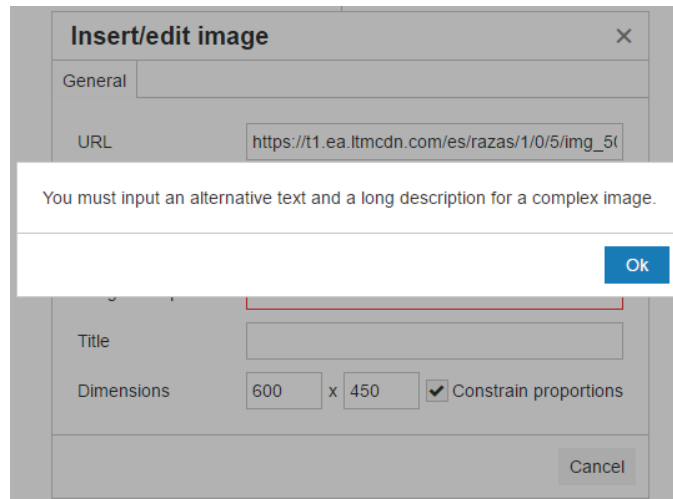 Insert/edit image
General
URL https://t1.ea.ltmcdn.com/es/razas/1/0/5/img_50
You must input an alternative text and a long description for a complex image.
Ok
Title
Dimensions 600 x 450 Constrain proportions
Cancel